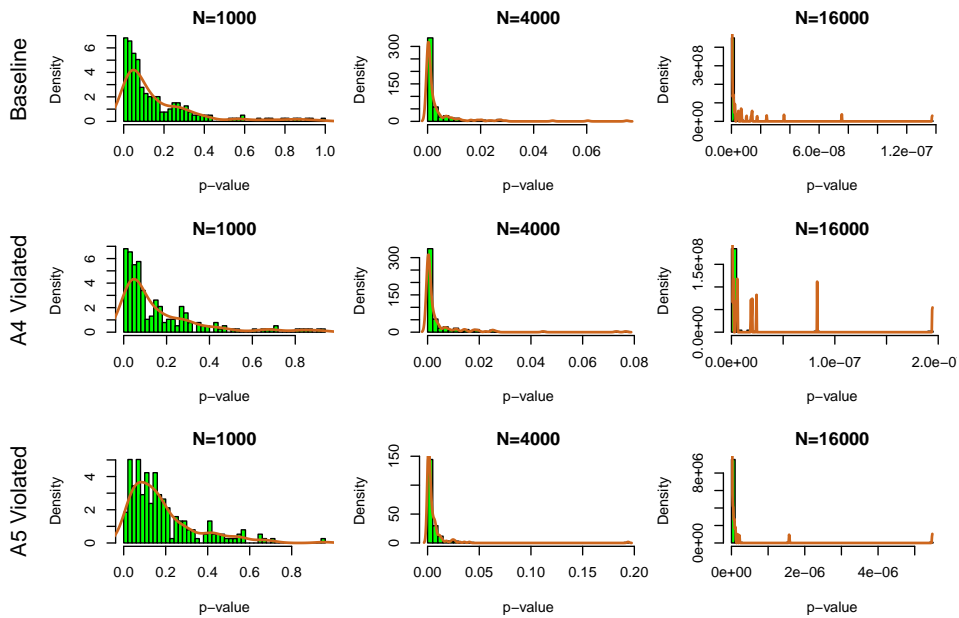 Baseline
N=1000
Density
0 2 4 6
0.0 0.2 0.4 0.6 0.8 1.0
p−value
N=4000
Density
0 150 300
0.00 0.02 0.04 0.06
p−value
N=16000
Density
0e+00 3e+08
0.0e+00 6.0e−08 1.2e−07
p−value
A4 Violated
N=1000
Density
0 2 4 6
0.0 0.2 0.4 0.6 0.8
p−value
N=4000
Density
0 150 300
0.00 0.02 0.04 0.06 0.08
p−value
N=16000
Density
0.0e+00 1.5e+08
0.0e+00 1.0e−07 2.0e−0
p−value
A5 Violated
N=1000
Density
0 2 4
0.0 0.2 0.4 0.6 0.8
p−value
N=4000
Density
0 50 150
0.00 0.05 0.10 0.15 0.20
p−value
N=16000
Density
0e+00 8e+06
0e+00 2e−06 4e−06
p−value